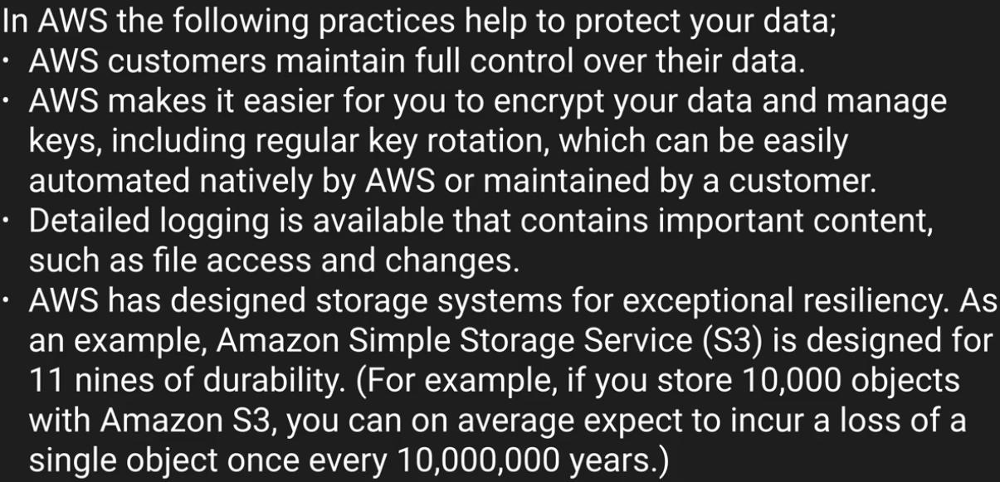 In AWS the following practices help to protect your data;
· AWS customers maintain full control over their data.
· AWS makes it easier for you to encrypt your data and manage
keys, including regular key rotation, which can be easily
automated natively by AWS or maintained by a customer.
· Detailed logging is available that contains important content,
such as file access and changes.
· AWS has designed storage systems for exceptional resiliency. As
an example, Amazon Simple Storage Service (S3) is designed for
11 nines of durability. (For example, if you store 10,000 objects
with Amazon S3, you can on average expect to incur a loss of a
single object once every 10,000,000 years.)